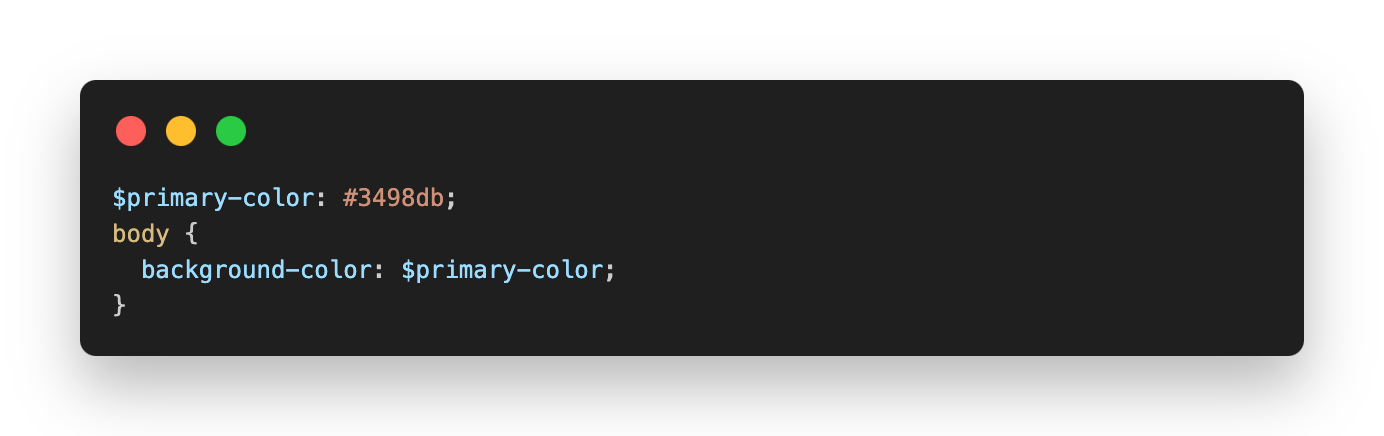 $primary-color: #3498db;
body {
  background-color: $primary-color;
}